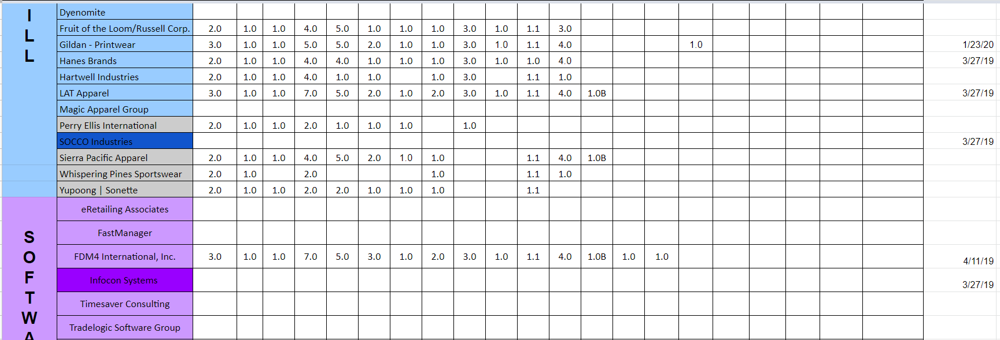 I
L
L
Dyenomite
Fruit of the Loom/Russell Corp. 2.0 1.0 1.0 4.0 5.0 1.0 1.0 1.0 3.0 1.0 1.1 3.0
Gildan - Printwear 3.0 1.0 1.0 5.0 5.0 2.0 1.0 1.0 3.0 1.0 1.1 4.0 1.0 1/23/20
Hanes Brands 2.0 1.0 1.0 4.0 4.0 1.0 1.0 1.0 3.0 1.0 1.0 4.0 3/27/19
Hartwell Industries 2.0 1.0 1.0 4.0 1.0 1.0 1.0 3.0 1.1 1.0
LAT Apparel 3.0 1.0 1.0 7.0 5.0 2.0 1.0 2.0 3.0 1.0 1.1 4.0 1.0B 3/27/19
Magic Apparel Group
Perry Ellis International 2.0 1.0 1.0 2.0 1.0 1.0 1.0 1.0
SOCCO Industries 3/27/19
Sierra Pacific Apparel 2.0 1.0 1.0 4.0 5.0 2.0 1.0 1.0 1.1 4.0 1.0B
Whispering Pines Sportswear 2.0 1.0 2.0 1.0 1.1 1.0
Yupoong | Sonette 2.0 1.0 1.0 2.0 2.0 1.0 1.0 1.0 1.1
S
O
F
T
W
A
eRetailing Associates
FastManager
FDM4 International, Inc. 3.0 1.0 1.0 7.0 5.0 3.0 1.0 2.0 3.0 1.0 1.1 4.0 1.0B 1.0 1.0 4/11/19
Infocon Systems 3/27/19
Timesaver Consulting
Tradelogic Software Group